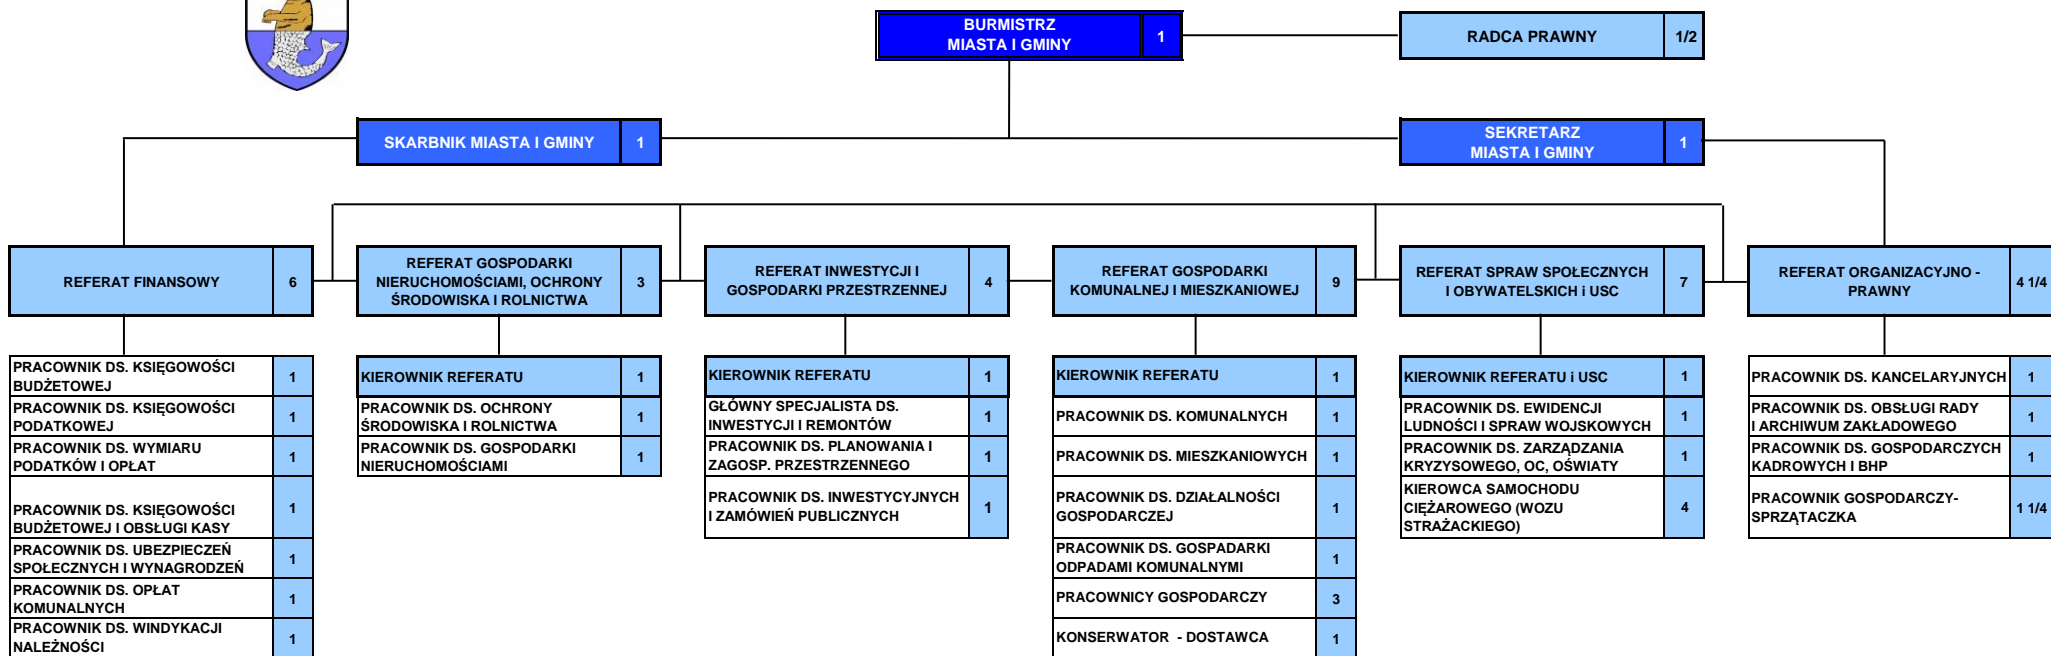 BURMISTRZ
MIASTA I GMINY
1
RADCA PRAWNY
1/2
SKARBNIK MIASTA I GMINY
1
SEKRETARZ
MIASTA I GMINY
1
REFERAT FINANSOWY
6
REFERAT GOSPODARKI
NIERUCHOMOŚCIAMI, OCHRONY
ŚRODOWISKA I ROLNICTWA
3
REFERAT INWESTYCJI I
GOSPODARKI PRZESTRZENNEJ
4
REFERAT GOSPODARKI
KOMUNALNEJ I MIESZKANIOWEJ
9
REFERAT SPRAW SPOŁECZNYCH
I OBYWATELSKICH i USC
7
REFERAT ORGANIZACYJNO -
PRAWNY
4 1/4
PRACOWNIK DS. KSIĘGOWOŚCI
BUDŻETOWEJ
1
PRACOWNIK DS. KSIĘGOWOŚCI
PODATKOWEJ
1
PRACOWNIK DS. WYMIARU
PODATKÓW I OPŁAT
1
PRACOWNIK DS. KSIĘGOWOŚCI
BUDŻETOWEJ I OBSŁUGI KASY
1
PRACOWNIK DS. UBEZPIECZEŃ
SPOŁECZNYCH I WYNAGRODZEŃ
1
PRACOWNIK DS. OPŁAT
KOMUNALNYCH
1
PRACOWNIK DS. WINDYKACJI
NALEŻNOŚCI
1
KIEROWNIK REFERATU
1
PRACOWNIK DS. OCHRONY
ŚRODOWISKA I ROLNICTWA
1
PRACOWNIK DS. GOSPODARKI
NIERUCHOMOŚCIAMI
1
KIEROWNIK REFERATU
1
GŁÓWNY SPECJALISTA DS.
INWESTYCJI I REMONTÓW
1
PRACOWNIK DS. PLANOWANIA I
ZAGOSP. PRZESTRZENNEGO
1
PRACOWNIK DS. INWESTYCYJNYCH
I ZAMÓWIEŃ PUBLICZNYCH
1
KIEROWNIK REFERATU
1
PRACOWNIK DS. KOMUNALNYCH
1
PRACOWNIK DS. MIESZKANIOWYCH
1
PRACOWNIK DS. DZIAŁALNOŚCI
GOSPODARCZEJ
1
PRACOWNIK DS. GOSPADARKI
ODPADAMI KOMUNALNYMI
1
PRACOWNICY GOSPODARCZY
3
KONSERWATOR - DOSTAWCA
1
KIEROWNIK REFERATU i USC
1
PRACOWNIK DS. EWIDENCJI
LUDNOŚCI I SPRAW WOJSKOWYCH
1
PRACOWNIK DS. ZARZĄDZANIA
KRYZYSOWEGO, OC, OŚWIATY
1
KIEROWCA SAMOCHODU
CIĘŻAROWEGO (WOZU
STRAŻACKIEGO)
4
PRACOWNIK DS. KANCELARYJNYCH
1
PRACOWNIK DS. OBSŁUGI RADY
I ARCHIWUM ZAKŁADOWEGO
1
PRACOWNIK DS. GOSPODARCZYCH
KADROWYCH I BHP
1
PRACOWNIK GOSPODARCZY-
SPRZĄTACZKA
1 1/4